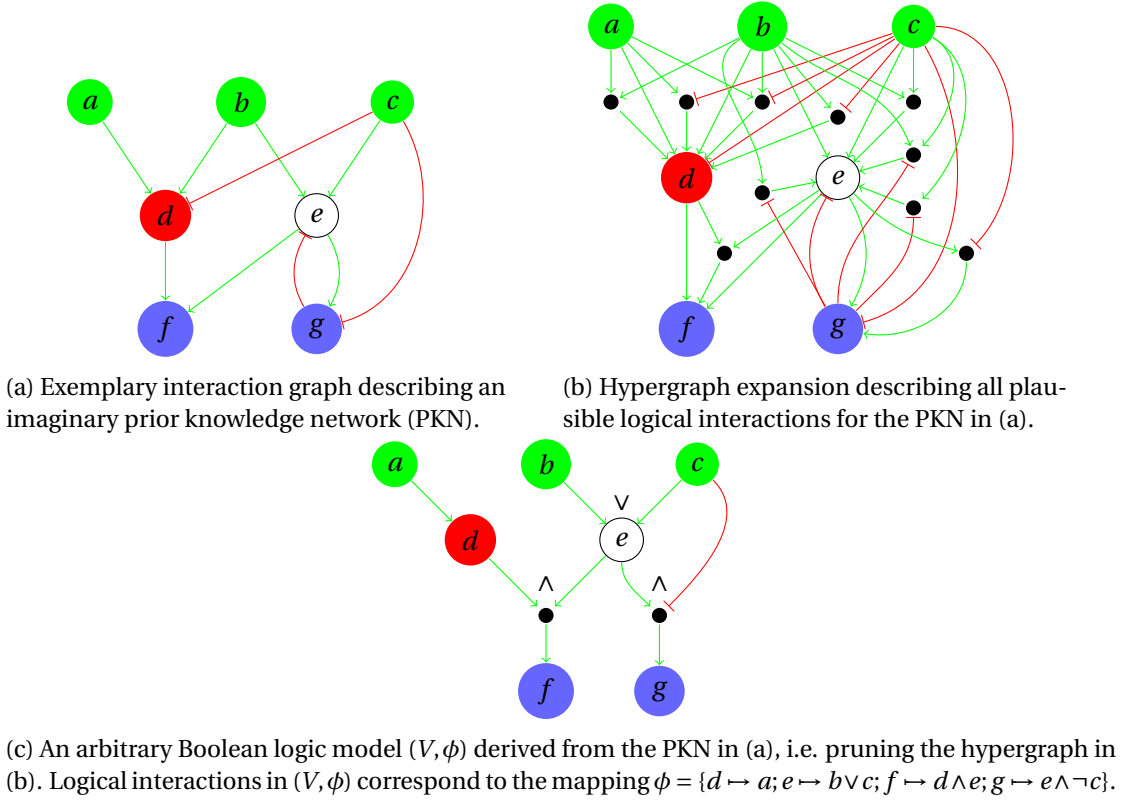 a b c
a b c
d e
d e
f g
f g
(a) Exemplary interaction graph describing an
imaginary prior knowledge network (PKN).
(b) Hypergraph expansion describing all plau-
sible logical interactions for the PKN in (a).
a b c
∨
d e
∧ ∧
f g
(c) An arbitrary Boolean logic model (V,ϕ) derived from the PKN in (a), i.e. pruning the hypergraph in
(b). Logical interactions in (V,ϕ) correspond to the mapping ϕ = {d ↦ a; e ↦ b∨c; f ↦ d∧e; g ↦ e∧¬c}.